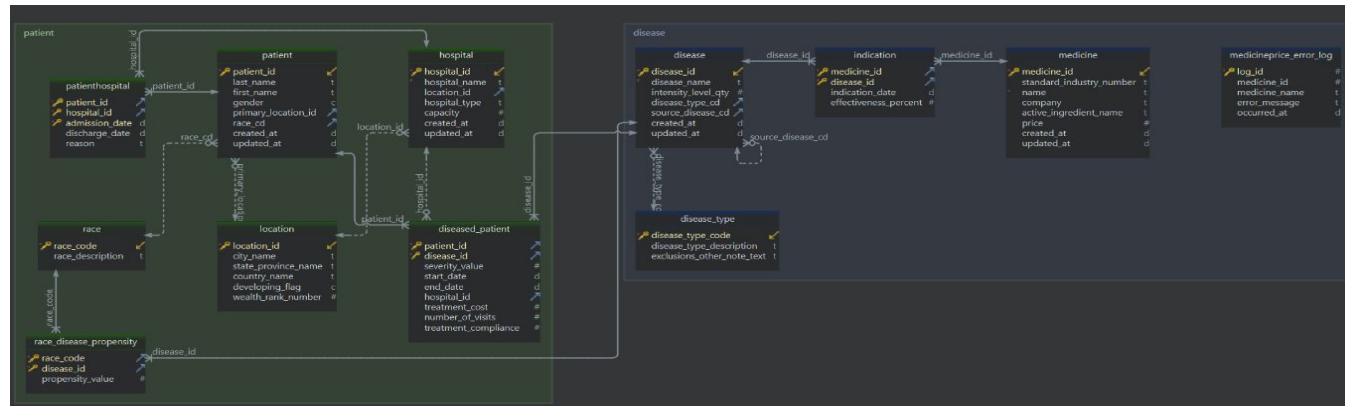 patient
patienthospital
patient_id
hospital_id
admission_date d
discharge_date d
reason t
patient
patient_id
last_name t
first_name t
gender c
primary_location_id
race_cd
created_at d
updated_at d
hospital
hospital_id
hospital_name t
location_id
hospital_type t
capacity #
created_at d
updated_at d
race
race_code
race_description t
location
location_id
city_name t
state_province_name t
country_name t
developing_flag c
wealth_rank_number #
diseased_patient
patient_id
disease_id
severity_value #
start_date d
end_date d
hospital_id
treatment_cost #
number_of_visits #
treatment_compliance #
race_disease_propensity
race_code
disease_id
propensity_value #
hospital_id
patient_id
race_cd
location_id
hospital_id
patient_id
disease_id
race_code
disease_id
disease
disease
disease_id
disease_name t
intensity_level_qty #
disease_type_cd
source_disease_cd
created_at d
updated_at d
indication
medicine_id
disease_id
indication_date d
effectiveness_percent #
medicine
medicine_id
standard_industry_number t
name t
company t
active_ingredient_name t
price #
created_at d
updated_at d
medicineprice_error_log
log_id #
medicine_id #
medicine_name t
error_message t
occurred_at d
disease_type
disease_type_code
disease_type_description t
exclusions_other_note_text t
disease_id
medicine_id
source_disease_cd